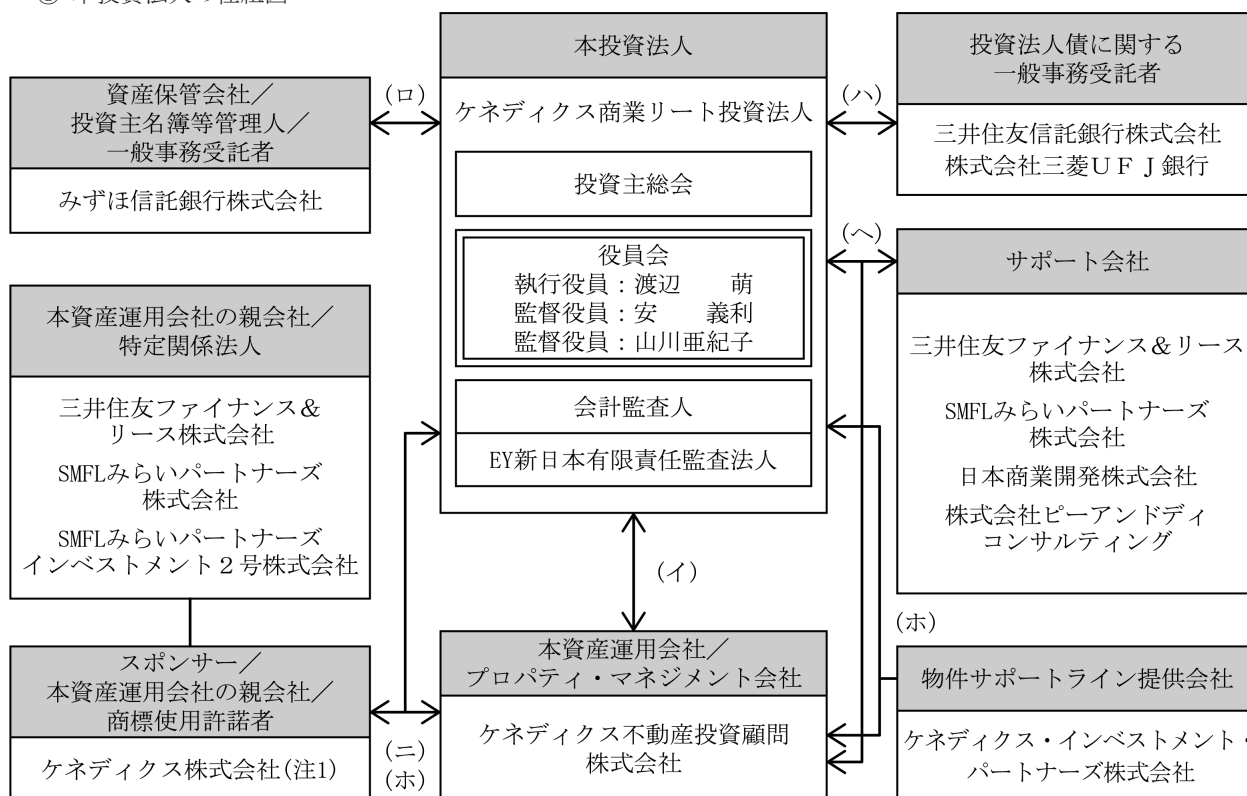 本投資法人
ケネディクス商業リート投資法人
投資主総会
役員会
執行役員：渡辺　　萌
監督役員：安　　義利
監督役員：山川亜紀子
会計監査人
EY新日本有限責任監査法人
資産保管会社／
投資主名簿等管理人／
一般事務受託者
みずほ信託銀行株式会社
(ロ)
(ハ)
投資法人債に関する
一般事務受託者
三井住友信託銀行株式会社
株式会社三菱ＵＦＪ銀行
(ヘ)
サポート会社
三井住友ファイナンス＆リース
株式会社
SMFLみらいパートナーズ
株式会社
日本商業開発株式会社
株式会社ピーアンドディ
コンサルティング
本資産運用会社の親会社／
特定関係法人
三井住友ファイナンス＆
リース株式会社
SMFLみらいパートナーズ
株式会社
SMFLみらいパートナーズ
インベストメント２号株式会社
(イ)
スポンサー／
本資産運用会社の親会社／
商標使用許諾者
ケネディクス株式会社(注1)
(ニ)
(ホ)
本資産運用会社／
プロパティ・マネジメント会社
ケネディクス不動産投資顧問
株式会社
(ホ)
物件サポートライン提供会社
ケネディクス・インベストメント・
パートナーズ株式会社